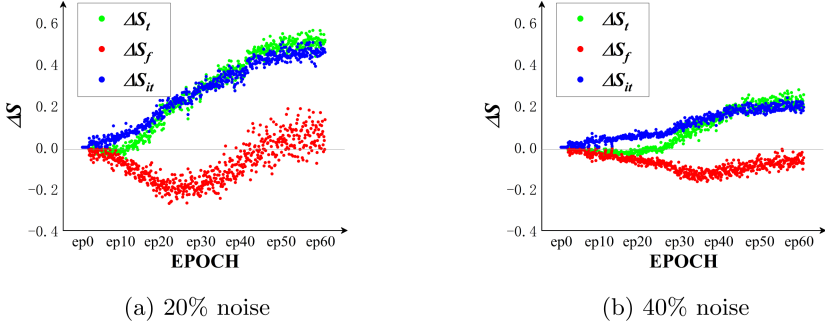 0.6
0.4
0.2
0.0
−0.2
−0.4
ΔS
ΔS_t
ΔS_f
ΔS_it
ep0 ep10 ep20 ep30 ep40 ep50 ep60
EPOCH
(a) 20% noise
0.6
0.4
0.2
0.0
−0.2
−0.4
ΔS
ΔS_t
ΔS_f
ΔS_it
ep0 ep10 ep20 ep30 ep40 ep50 ep60
EPOCH
(b) 40% noise